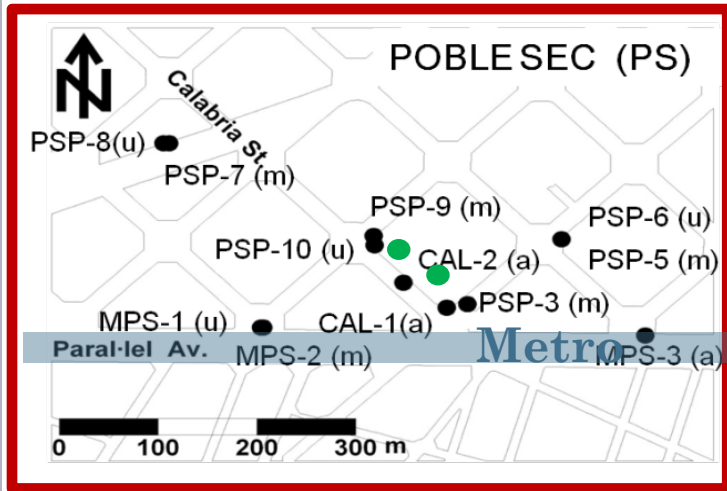 N
POBLE SEC (PS)
Calabria St.
PSP-8(u)
PSP-7 (m)
PSP-9 (m)
PSP-10 (u)
PSP-6 (u)
CAL-2 (a)
PSP-5 (m)
PSP-3 (m)
MPS-1 (u)
CAL-1(a)
Paral·lel Av.
MPS-2 (m)
Metro
MPS-3 (a)
0 100 200 300 m